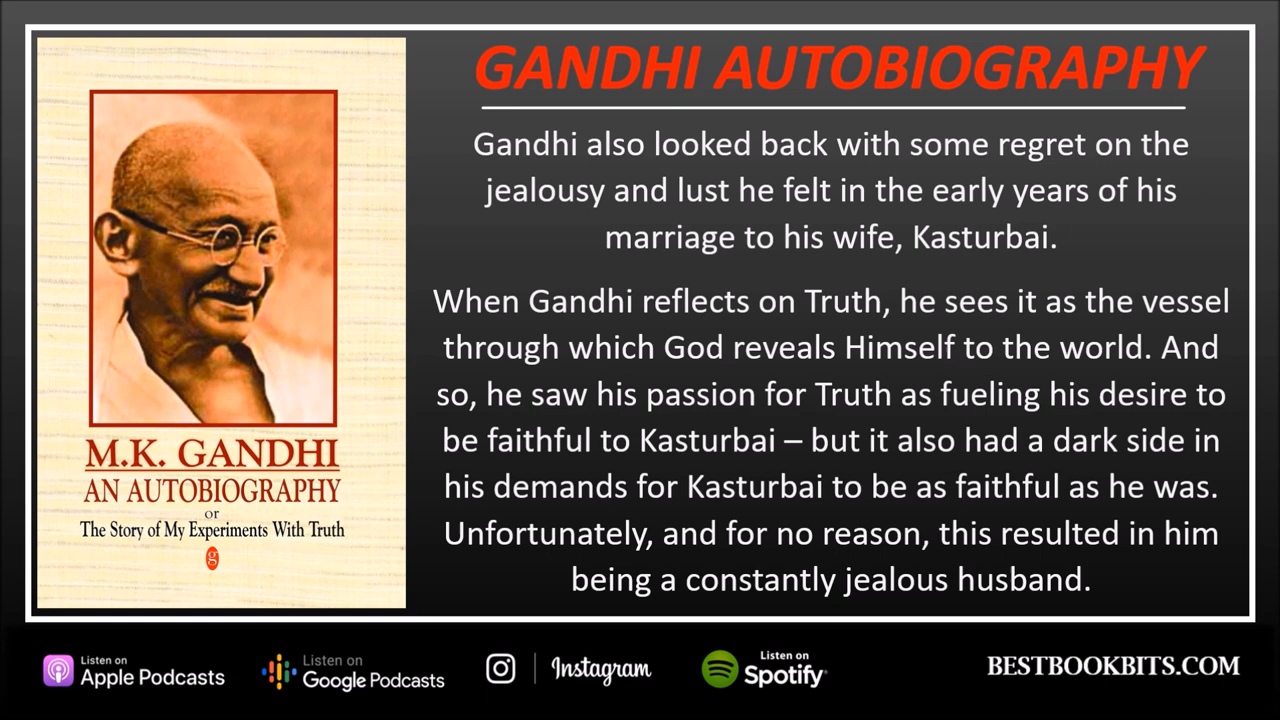 GANDHI AUTOBIOGRAPHY
Gandhi also looked back with some regret on the
jealousy and lust he felt in the early years of his
marriage to his wife, Kasturbai.
When Gandhi reflects on Truth, he sees it as the vessel
through which God reveals Himself to the world. And
so, he saw his passion for Truth as fueling his desire to
be faithful to Kasturbai – but it also had a dark side in
his demands for Kasturbai to be as faithful as he was.
Unfortunately, and for no reason, this resulted in him
being a constantly jealous husband.
M.K. GANDHI
AN AUTOBIOGRAPHY
or
The Story of My Experiments With Truth
g
Listen on
Apple Podcasts
Listen on
Google Podcasts
Instagram
Listen on
Spotify
BESTBOOKBITS.COM